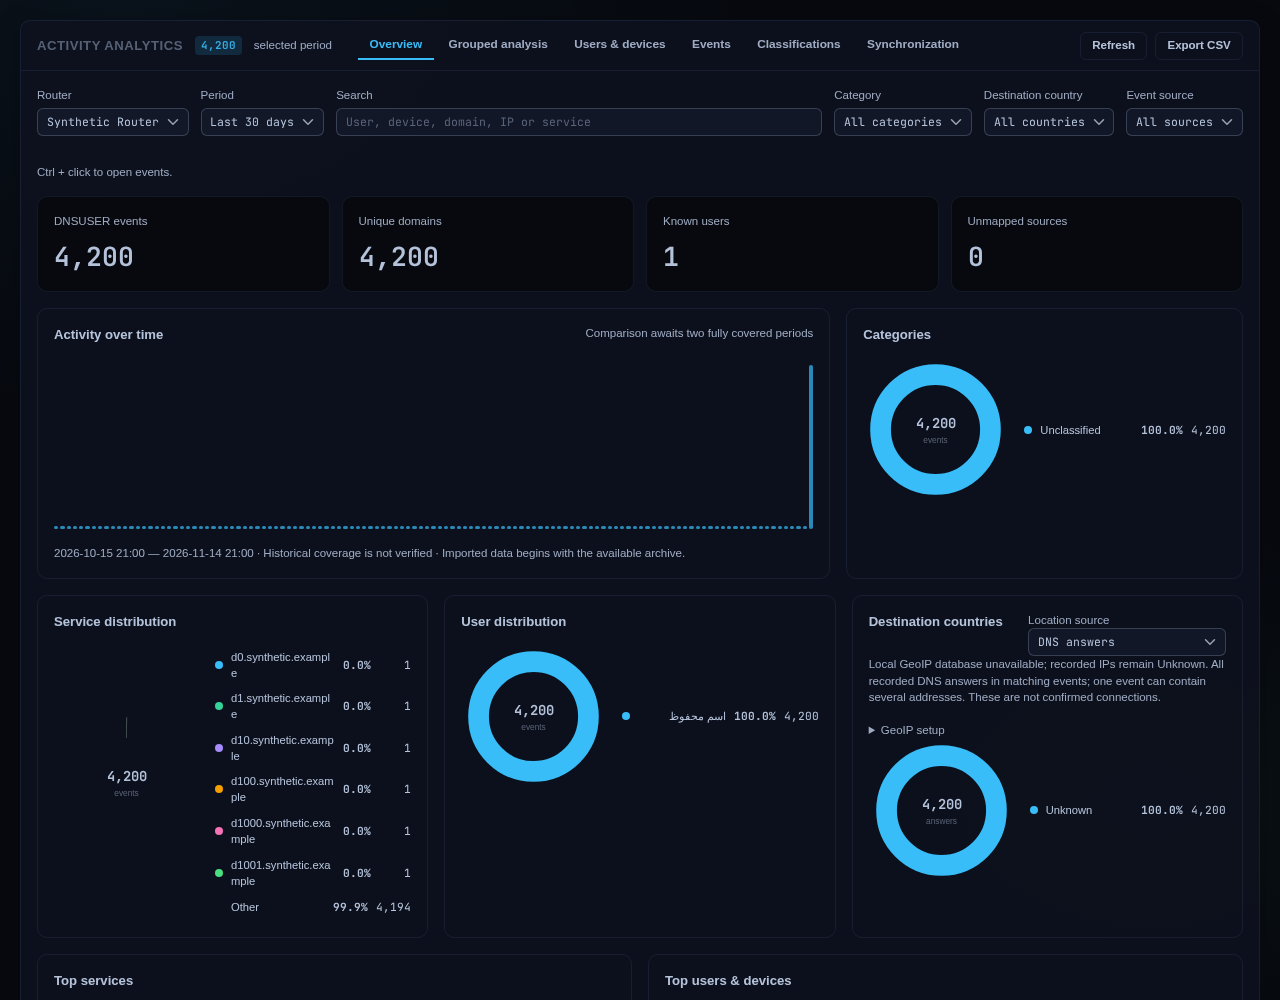 ACTIVITY ANALYTICS 4,200 selected period Overview Grouped analysis Users & devices Events Classifications Synchronization Refresh Export CSV
Router Period Search Category Destination country Event source
Synthetic Router Last 30 days User, device, domain, IP or service All categories All countries All sources
Ctrl + click to open events.
DNSUSER events Unique domains Known users Unmapped sources
4,200 4,200 1 0
Activity over time Comparison awaits two fully covered periods
2026-10-15 21:00 — 2026-11-14 21:00 · Historical coverage is not verified · Imported data begins with the available archive.
Categories
4,200
events
Unclassified 100.0% 4,200
Service distribution
4,200
events
d0.synthetic.exampl
e
0.0% 1
d1.synthetic.exampl
e
0.0% 1
d10.synthetic.examp
le
0.0% 1
d100.synthetic.exam
ple
0.0% 1
d1000.synthetic.exa
mple
0.0% 1
d1001.synthetic.exa
mple
0.0% 1
Other 99.9% 4,194
User distribution
4,200
events
اسم محفوظ 100.0% 4,200
Destination countries Location source
DNS answers
Local GeoIP database unavailable; recorded IPs remain Unknown. All
recorded DNS answers in matching events; one event can contain
several addresses. These are not confirmed connections.
GeoIP setup
4,200
answers
Unknown 100.0% 4,200
Top services
Top users & devices